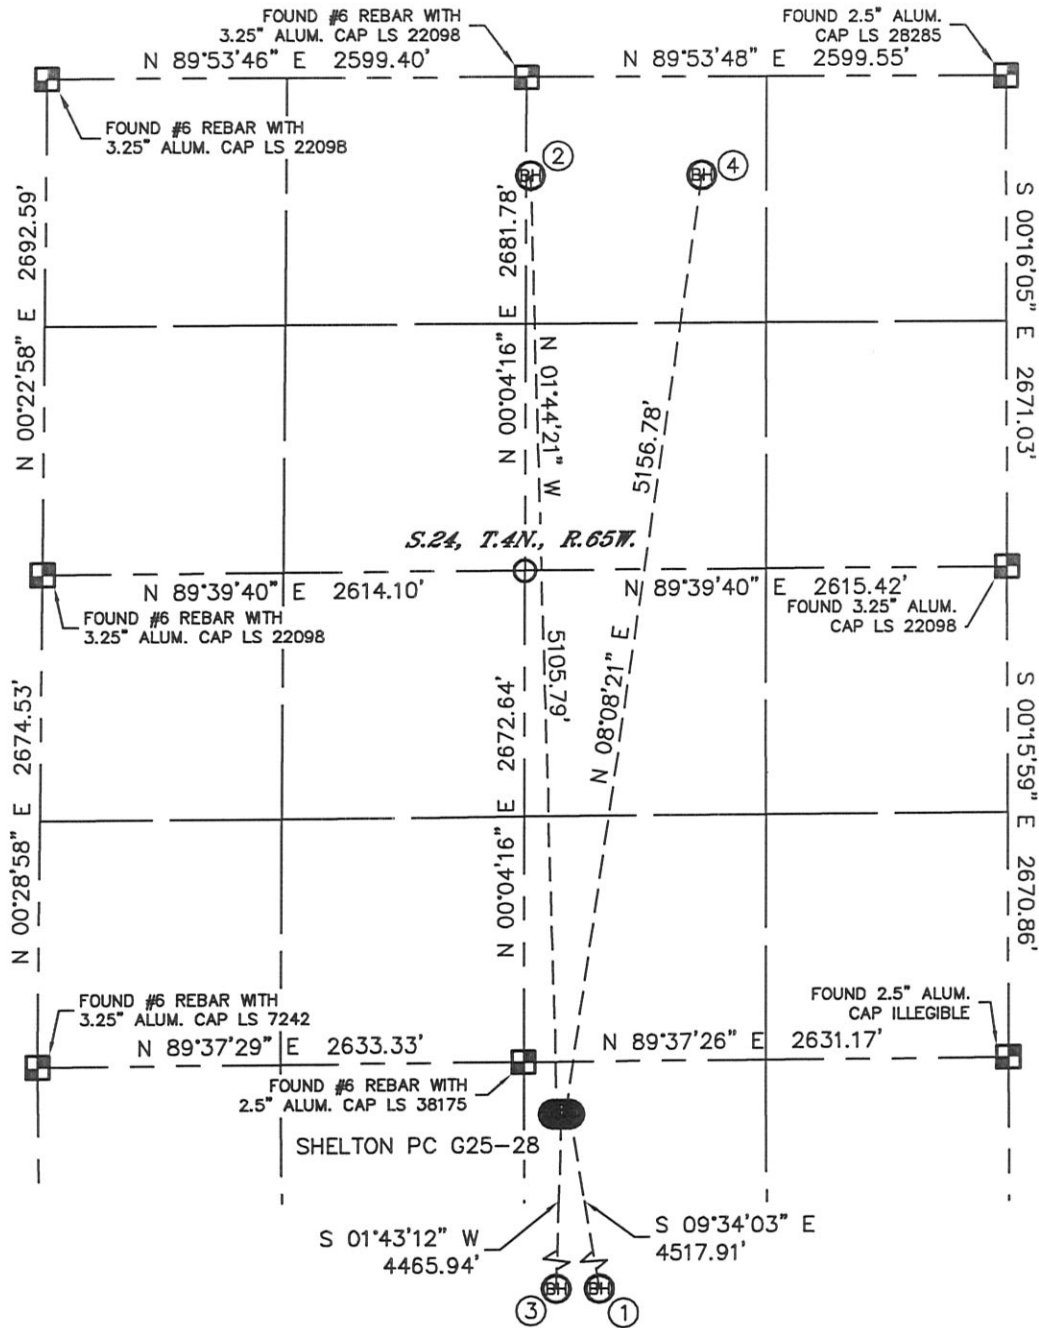 FOUND #6 REBAR WITH
3.25" ALUM. CAP LS 22098
FOUND 2.5" ALUM.
CAP LS 28285
N 89°53'46" E 2599.40'
N 89°53'48" E 2599.55'
FOUND #6 REBAR WITH
3.25" ALUM. CAP LS 22098
BH
2
BH
4
N 00°22'58" E 2692.59'
N 00°04'16" E 2681.78'
N 01°44'21" W
5105.79'
5156.78'
N 08°08'21" E
S 00°16'05" E 2671.03'
S.24, T.4N., R.65W.
N 89°39'40" E 2614.10'
N 89°39'40" E 2615.42'
FOUND #6 REBAR WITH
3.25" ALUM. CAP LS 22098
FOUND 3.25" ALUM.
CAP LS 22098
N 00°28'58" E 2674.53'
N 00°04'16" E 2672.64'
S 00°15'59" E 2670.86'
FOUND #6 REBAR WITH
3.25" ALUM. CAP LS 7242
FOUND 2.5" ALUM.
CAP ILLEGIBLE
N 89°37'29" E 2633.33'
N 89°37'26" E 2631.17'
FOUND #6 REBAR WITH
2.5" ALUM. CAP LS 38175
SHELTON PC G25-28
S 01°43'12" W
4465.94'
S 09°34'03" E
4517.91'
BH
3
BH
1